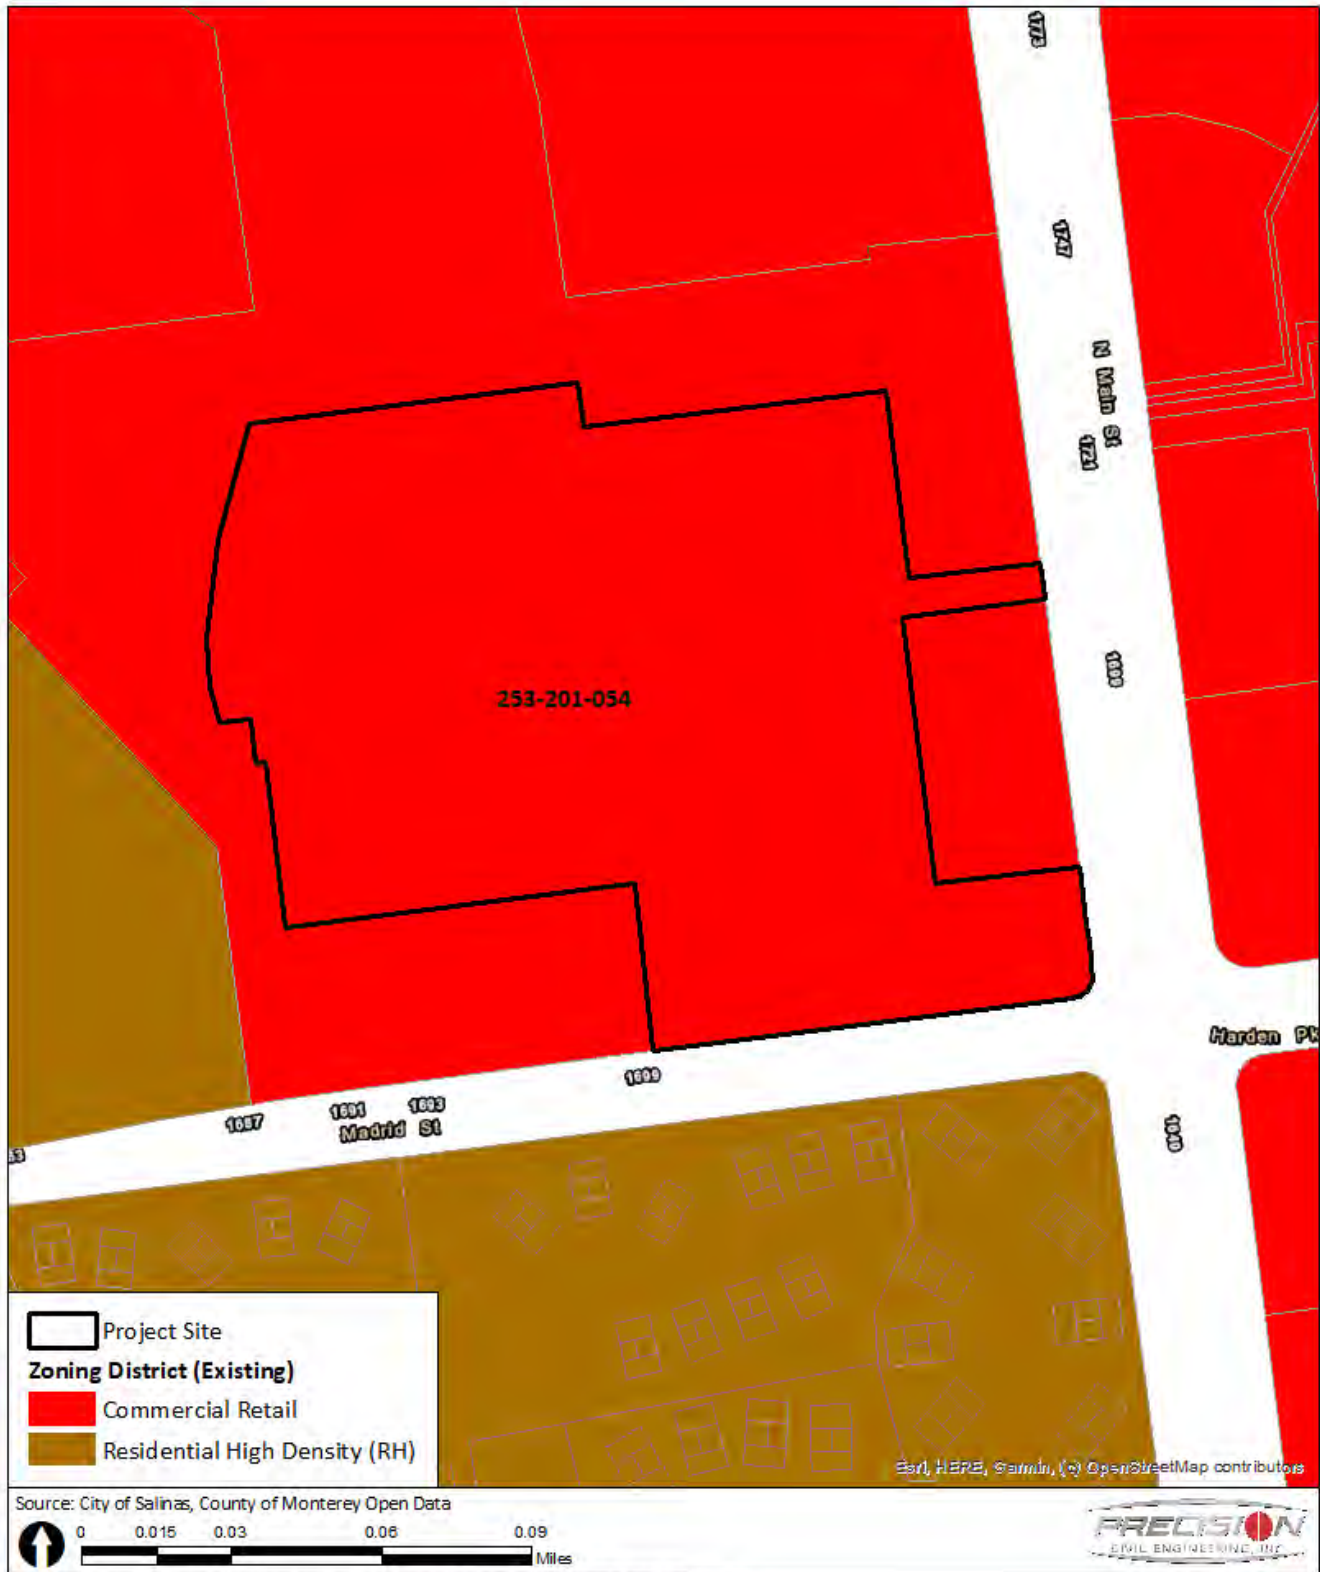 1773
1747
N Main St
1721
1699
253-201-054
Harden Pk
1699
1693
1691
1687
Madrid St
1649
Project Site
Zoning District (Existing)
Commercial Retail
Residential High Density (RH)
Esri, HERE, Garmin, (c) OpenStreetMap contributors
Source: City of Salinas, County of Monterey Open Data
0 0.015 0.03 0.06 0.09
Miles
PRECISION
CIVIL ENGINEERING, INC.